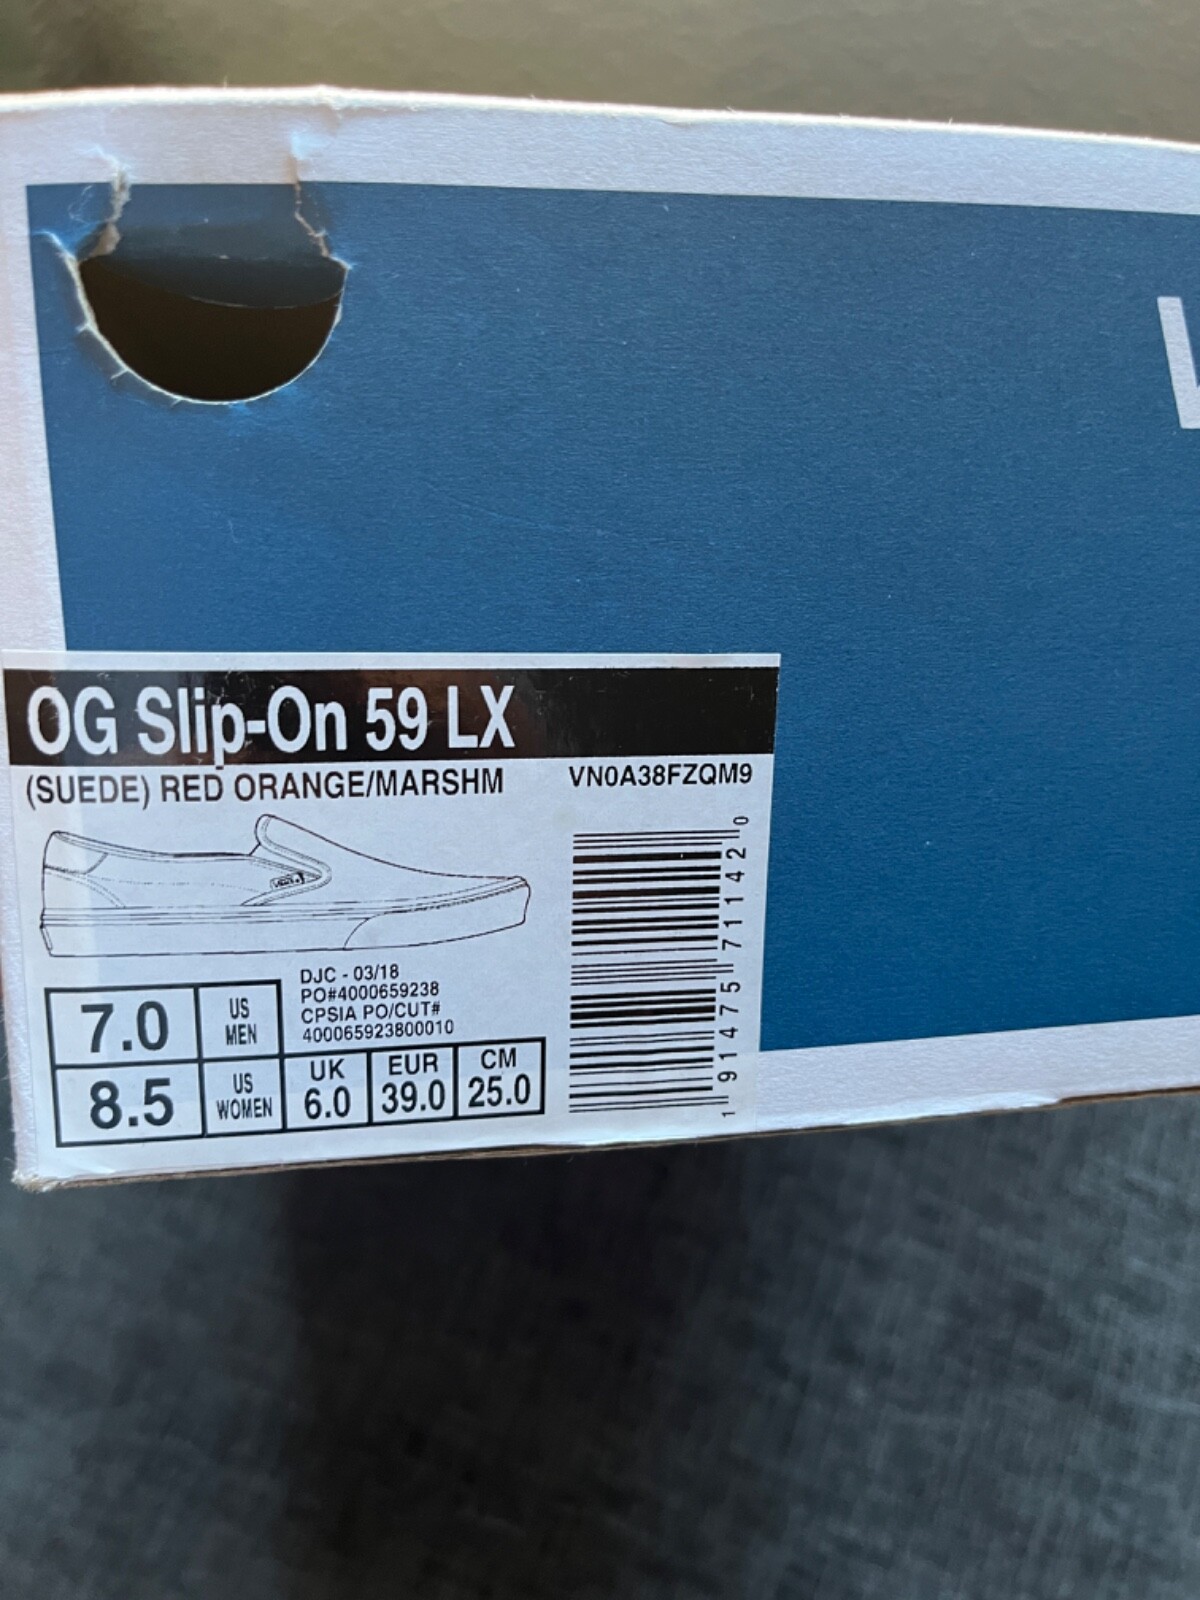 V
OG Slip-On 59 LX
(SUEDE) RED ORANGE/MARSHM
VN0A38FZQM9
VANS
DJC - 03/18
PO#4000659238
CPSIA PO/CUT#
400065923800010
7.0 US MEN
8.5 US WOMEN
UK 6.0
EUR 39.0
CM 25.0
1 91475 71142 0